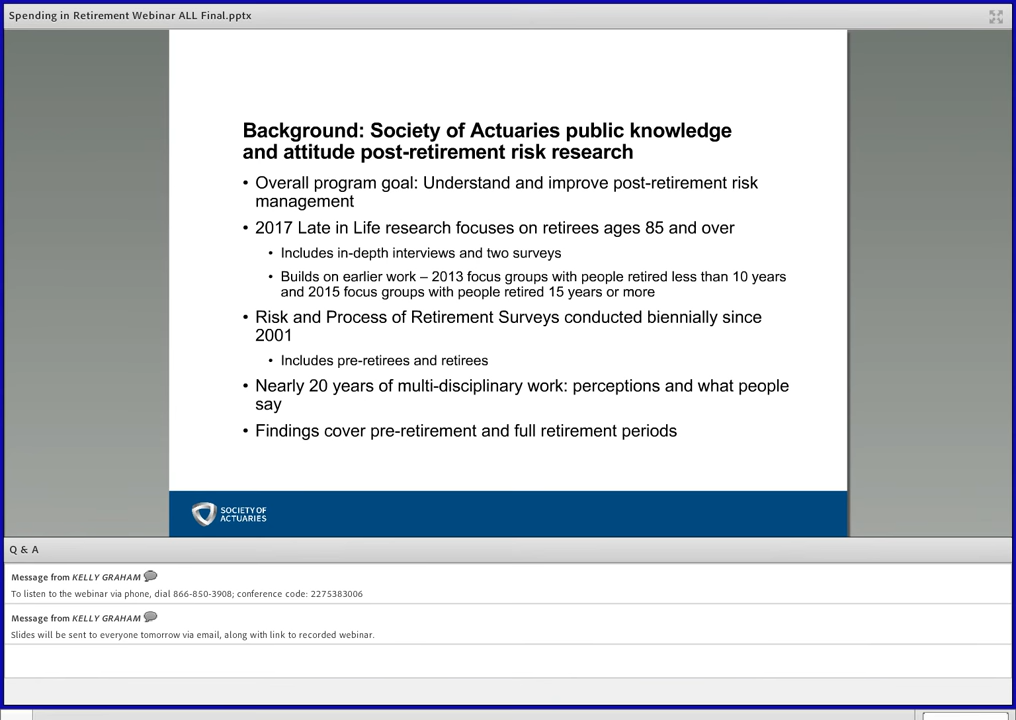 Spending in Retirement Webinar ALL Final.pptx
Background: Society of Actuaries public knowledge
and attitude post-retirement risk research
• Overall program goal: Understand and improve post-retirement risk
management
• 2017 Late in Life research focuses on retirees ages 85 and over
• Includes in-depth interviews and two surveys
• Builds on earlier work – 2013 focus groups with people retired less than 10 years
and 2015 focus groups with people retired 15 years or more
• Risk and Process of Retirement Surveys conducted biennially since
2001
• Includes pre-retirees and retirees
• Nearly 20 years of multi-disciplinary work: perceptions and what people
say
• Findings cover pre-retirement and full retirement periods
SOCIETY OF
ACTUARIES
Q & A
Message from KELLY GRAHAM
To listen to the webinar via phone, dial 866-850-3908; conference code: 2275383006
Message from KELLY GRAHAM
Slides will be sent to everyone tomorrow via email, along with link to recorded webinar.